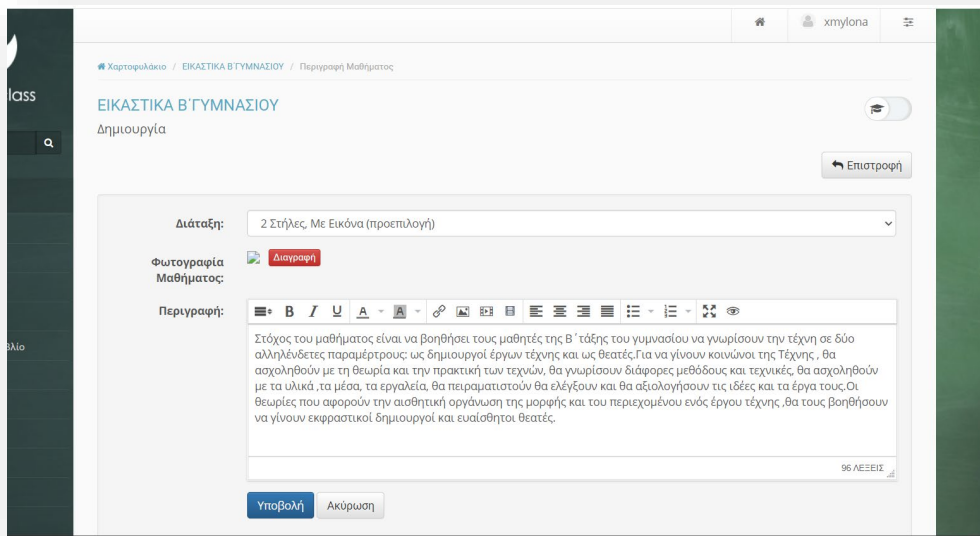 xmylona
Χαρτοφυλάκιο / ΕΙΚΑΣΤΙΚΑ Β΄ΓΥΜΝΑΣΙΟΥ / Περιγραφή Μαθήματος
lass
ΕΙΚΑΣΤΙΚΑ Β΄ΓΥΜΝΑΣΙΟΥ
Δημιουργία
Επιστροφή
Διάταξη:
2 Στήλες, Με Εικόνα (προεπιλογή)
Φωτογραφία
Μαθήματος:
Διαγραφή
Περιγραφή:
B I U A A
Στόχος του μαθήματος είναι να βοηθήσει τους μαθητές της Β΄τάξης του γυμνασίου να γνωρίσουν την τέχνη σε δύο
αλληλένδετες παραμέτρους: ως δημιουργοί έργων τέχνης και ως θεατές.Για να γίνουν κοινώνοι της Τέχνης , θα
ασχοληθούν με τη θεωρία και την πρακτική των τεχνών, θα γνωρίσουν διάφορες μεθόδους και τεχνικές, θα ασχοληθούν
με τα υλικά ,τα μέσα, τα εργαλεία, θα πειραματιστούν θα ελέγξουν και θα αξιολογήσουν τις ιδέες και τα έργα τους.Οι
θεωρίες που αφορούν την αισθητική οργάνωση της μορφής και του περιεχομένου ενός έργου τέχνης ,θα τους βοηθήσουν
να γίνουν εκφραστικοί δημιουργοί και ευαίσθητοι θεατές.
βλίο
96 ΛΕΞΕΙΣ
Υποβολή
Ακύρωση